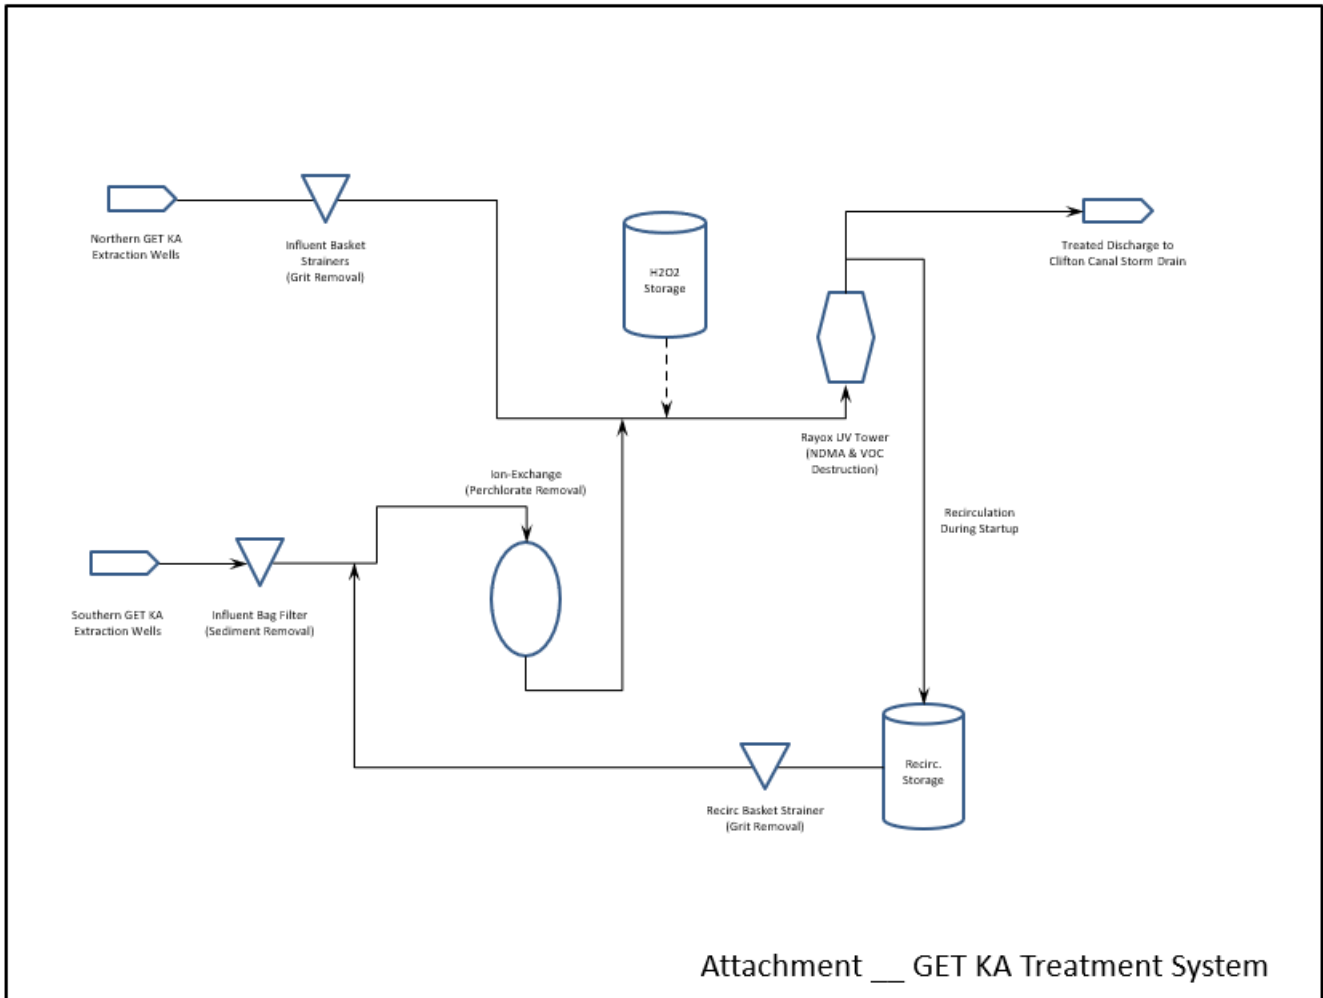 Northern GET KA
Extraction Wells
Influent Basket
Strainers
(Grit Removal)
H2O2
Storage
Treated Discharge to
Clifton Canal Storm Drain
Rayox UV Tower
(NDMA & VOC
Destruction)
Ion-Exchange
(Perchlorate Removal)
Recirculation
During Startup
Southern GET KA
Extraction Wells
Influent Bag Filter
(Sediment Removal)
Recirc.
Storage
Recirc Basket Strainer
(Grit Removal)
Attachment __ GET KA Treatment System